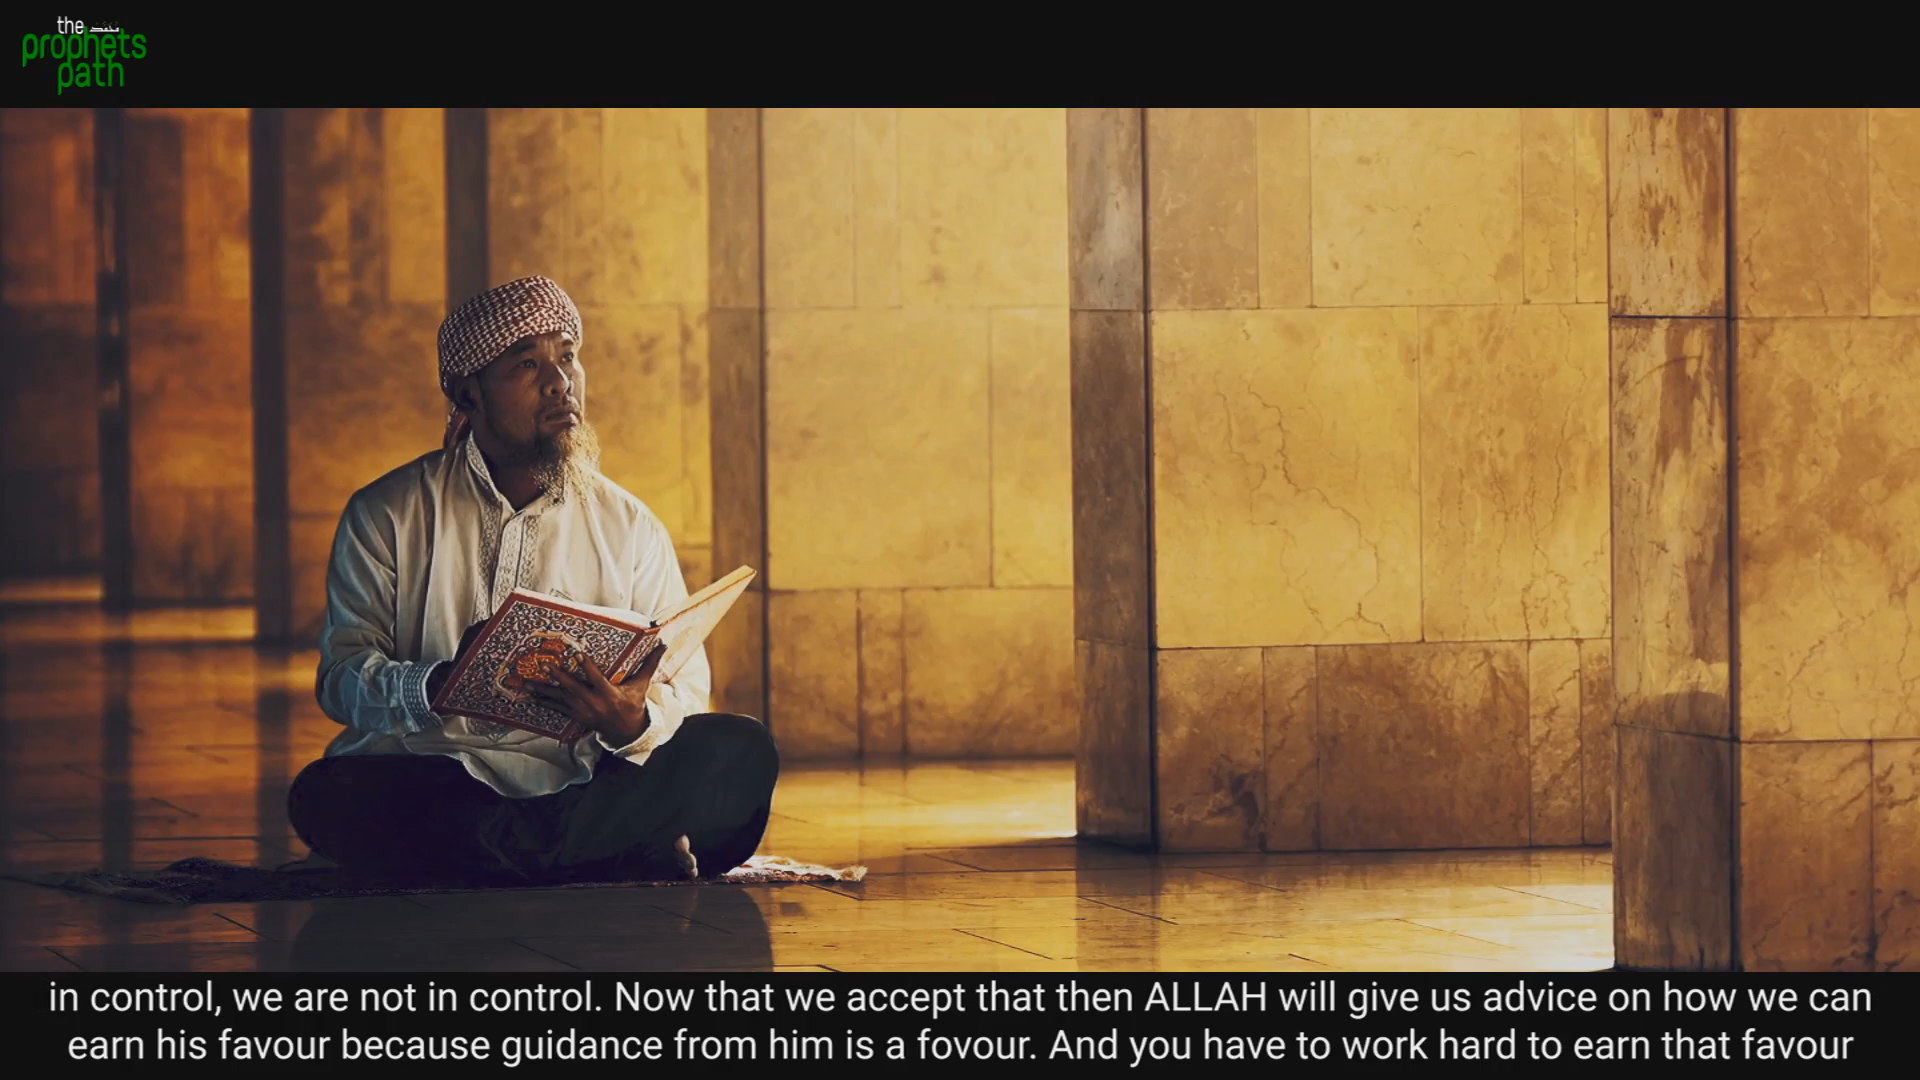 the
prophets
path
in control, we are not in control. Now that we accept that then ALLAH will give us advice on how we can
earn his favour because guidance from him is a fovour. And you have to work hard to earn that favour